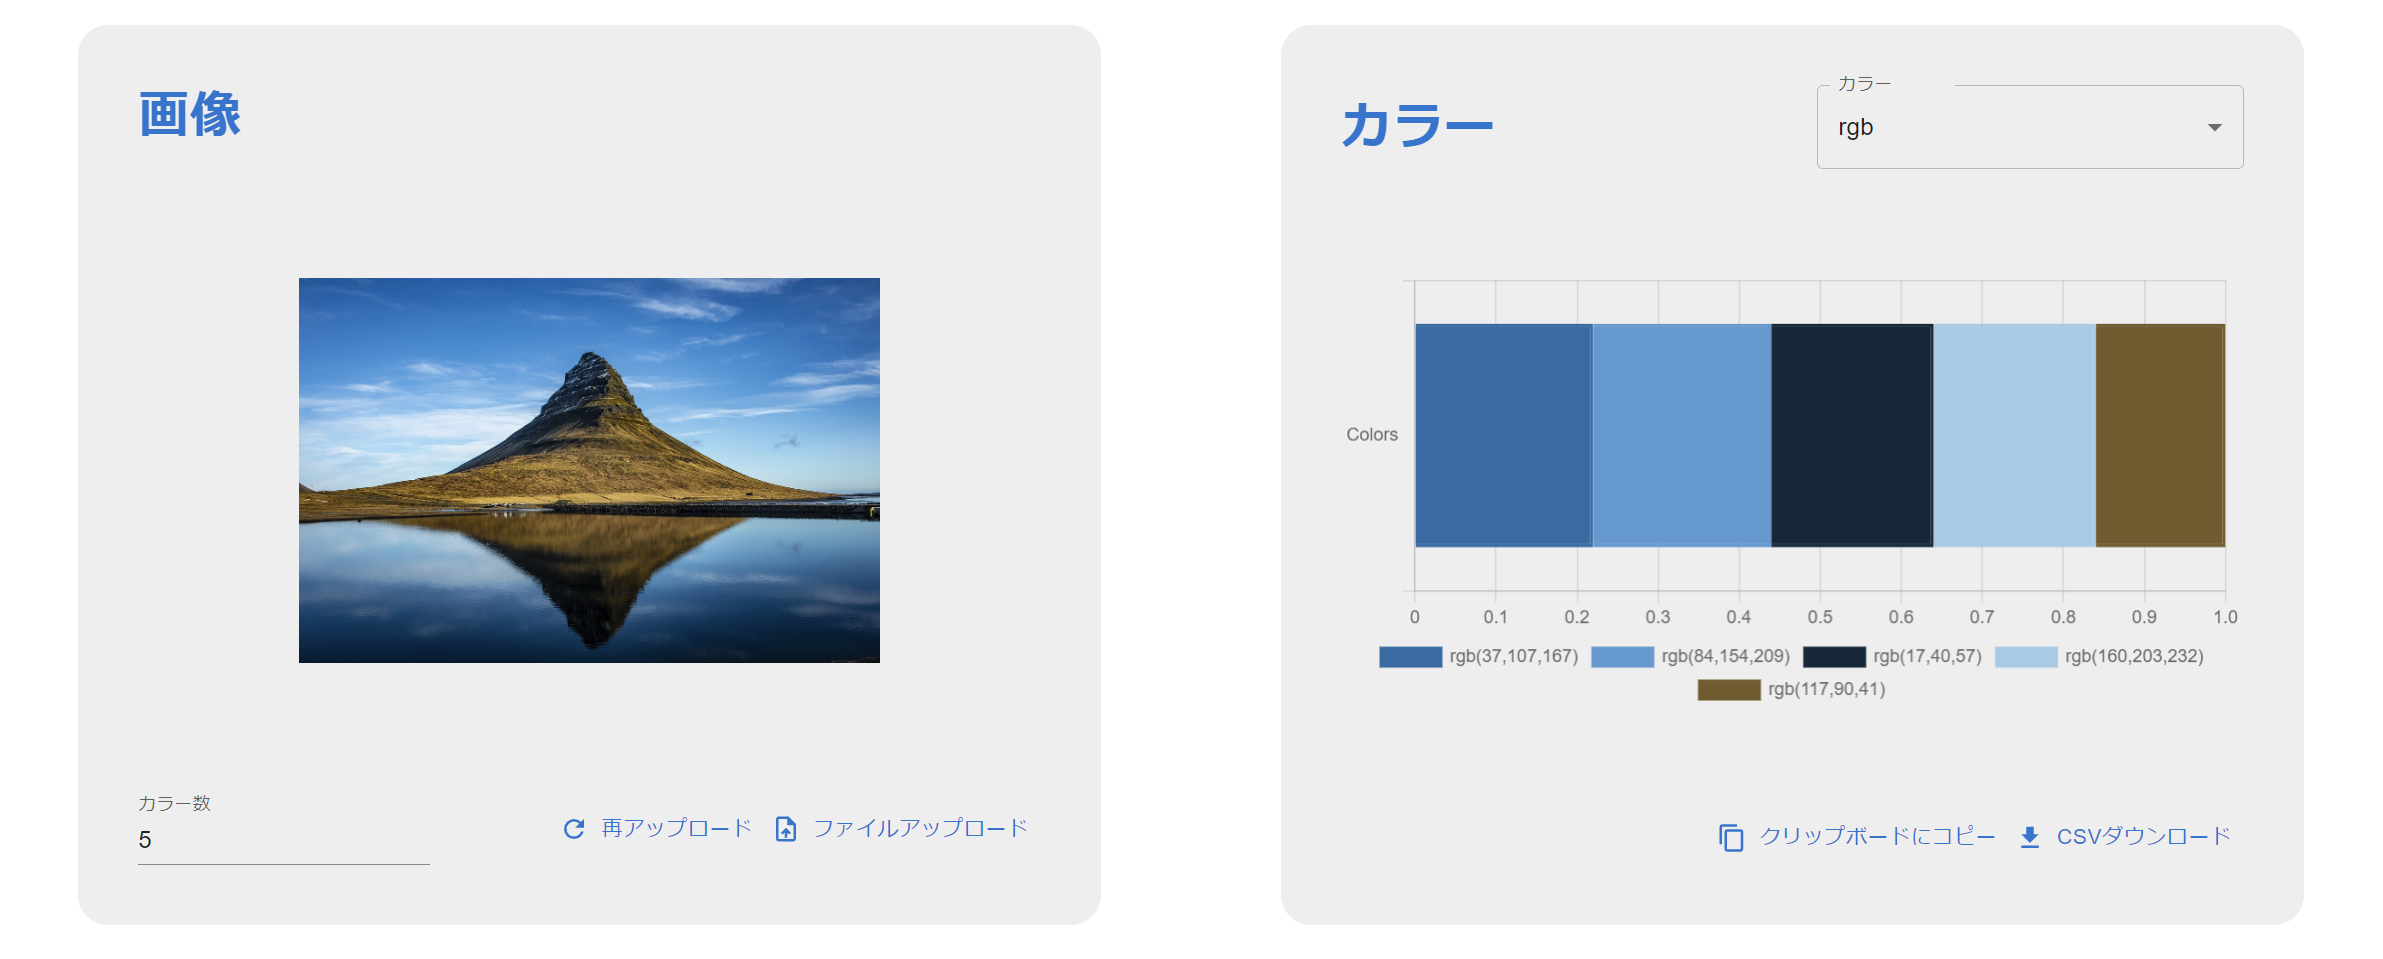 画像
カラー数
5
再アップロード
ファイルアップロード
カラー
カラー
rgb
Colors
0 0.1 0.2 0.3 0.4 0.5 0.6 0.7 0.8 0.9 1.0
rgb(37,107,167) rgb(84,154,209) rgb(17,40,57) rgb(160,203,232)
rgb(117,90,41)
クリップボードにコピー
CSVダウンロード